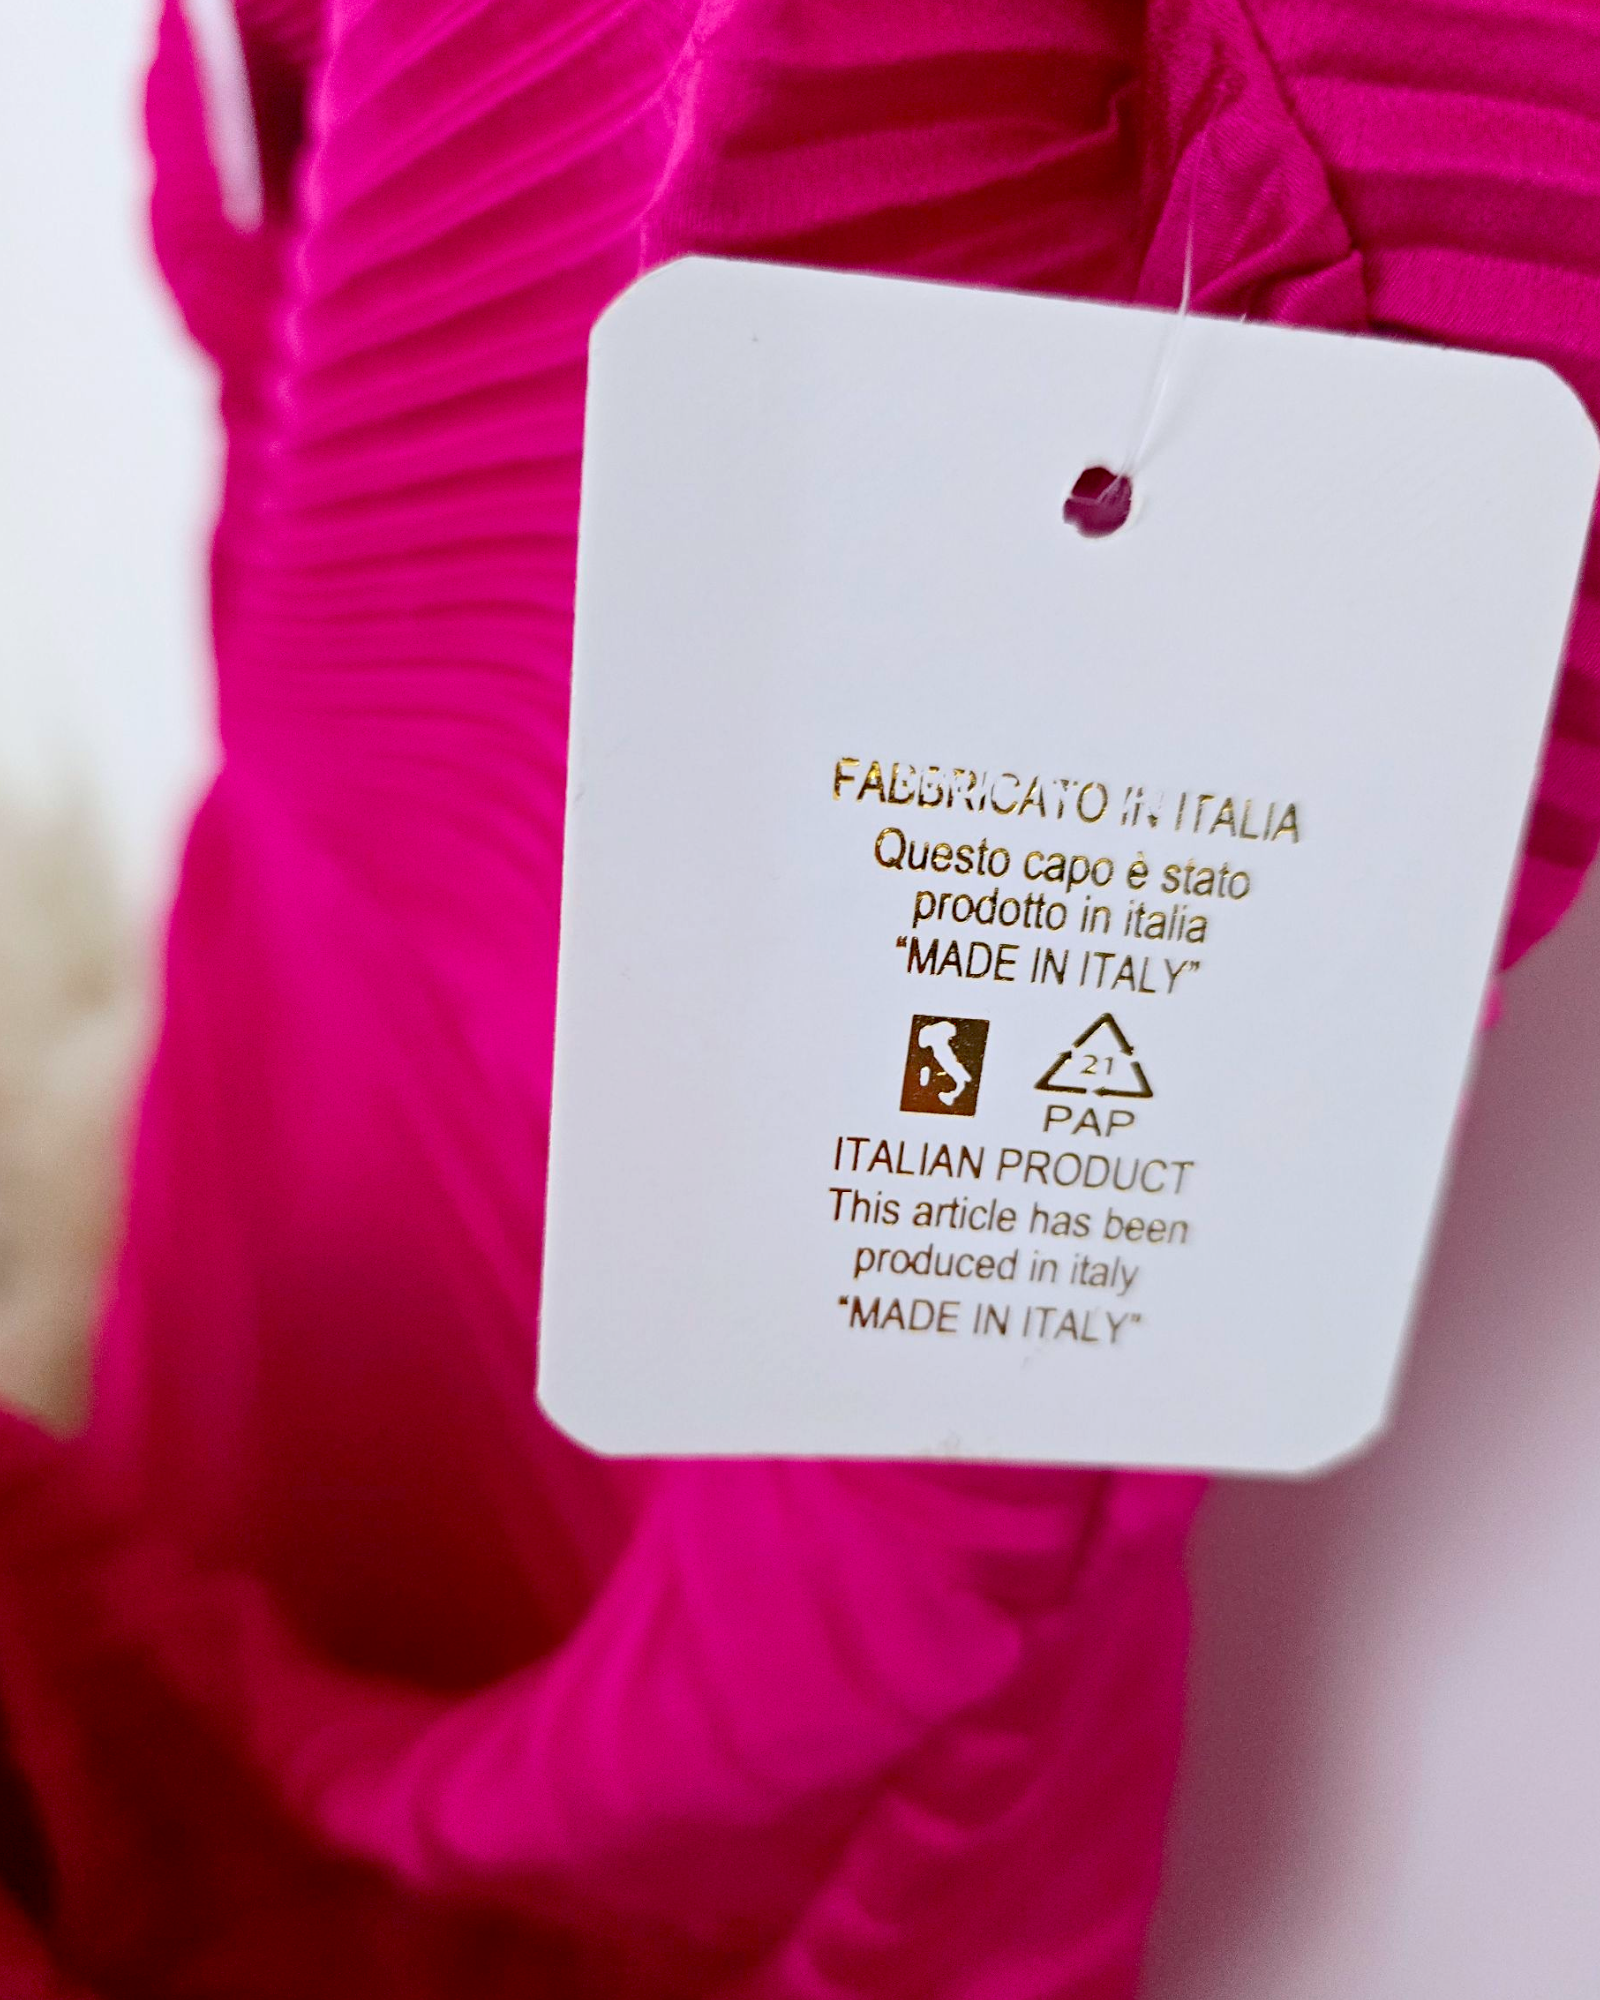 FABBRICATO IN ITALIA
Questo capo è stato
prodotto in italia
“MADE IN ITALY”
21
PAP
ITALIAN PRODUCT
This article has been
produced in italy
“MADE IN ITALY”